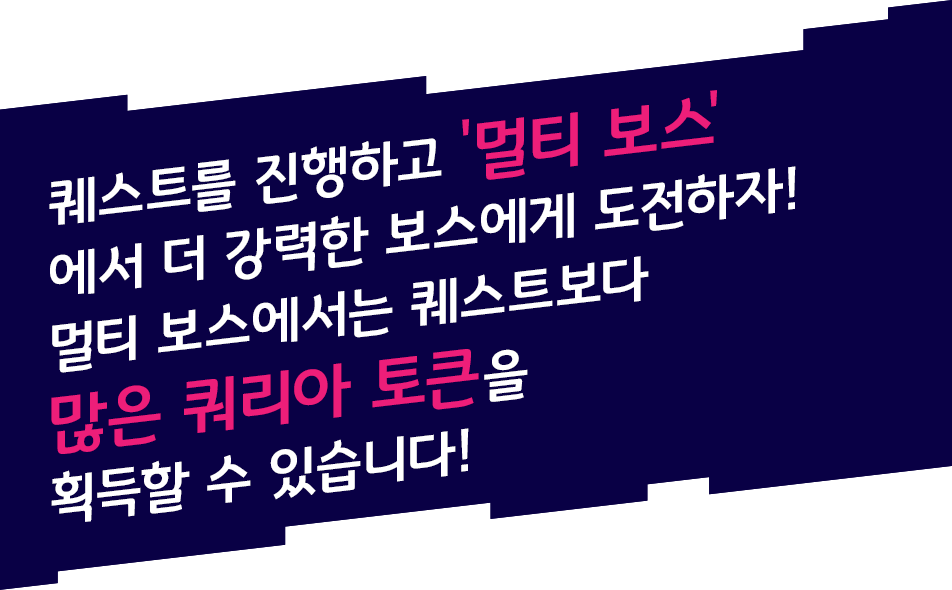 퀘스트를 진행하고 '멀티 보스'
에서 더 강력한 보스에게 도전하자!
멀티 보스에서는 퀘스트보다
많은 쿼리아 토큰을
획득할 수 있습니다!